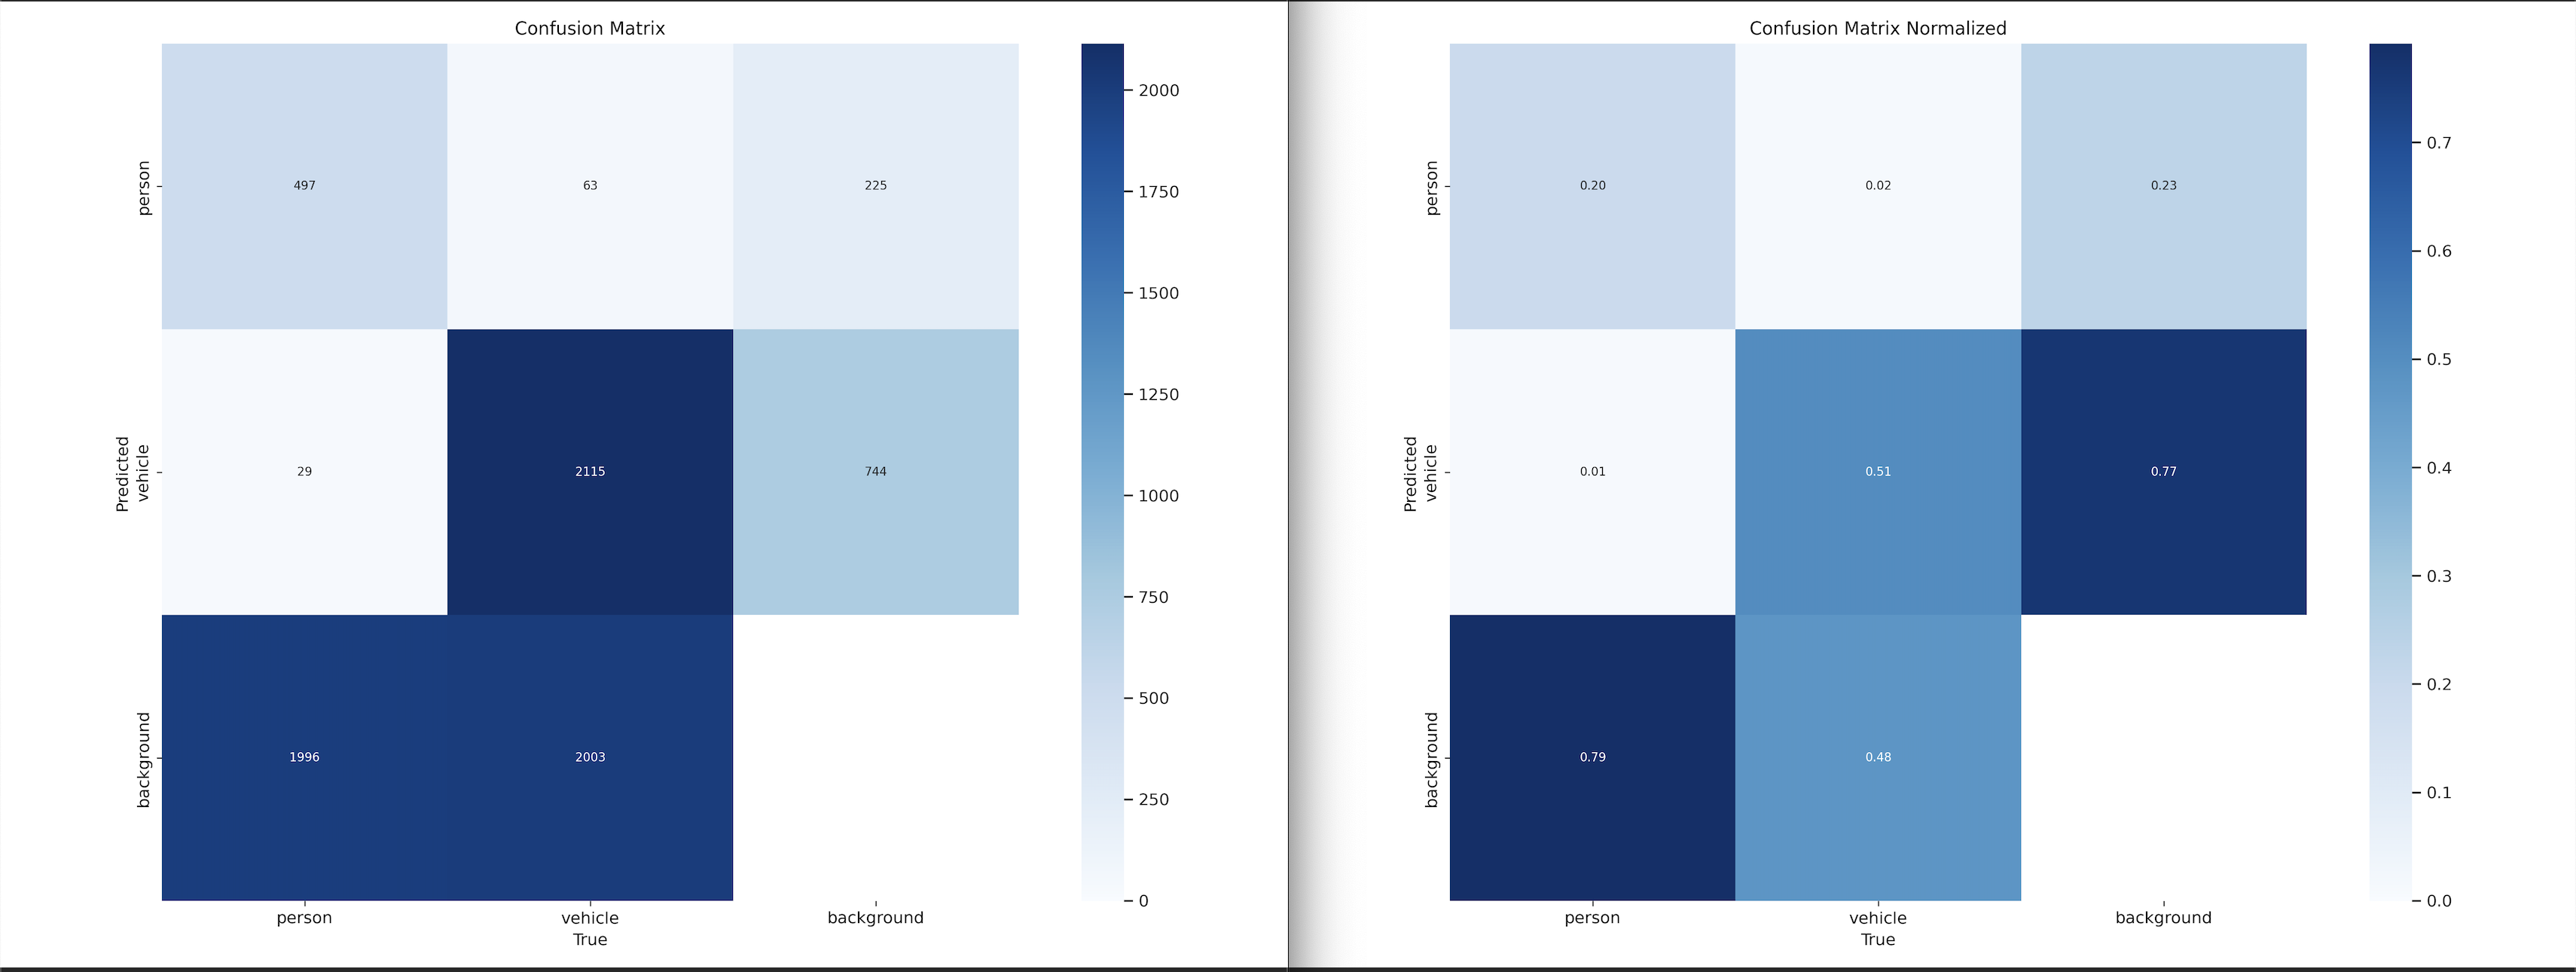 Confusion Matrix
person
497
63
225
Predicted
vehicle
29
2115
744
background
1996
2003
person
vehicle
background
True
2000
1750
1500
1250
1000
750
500
250
0
Confusion Matrix Normalized
person
0.20
0.02
0.23
Predicted
vehicle
0.01
0.51
0.77
background
0.79
0.48
person
vehicle
background
True
0.7
0.6
0.5
0.4
0.3
0.2
0.1
0.0